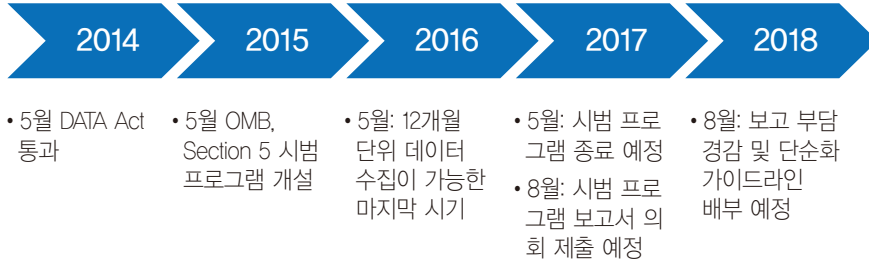 2014
2015
2016
2017
2018
• 5월 DATA Act
통과
• 5월 OMB,
Section 5 시범
프로그램 개설
• 5월: 12개월
단위 데이터
수집이 가능한
마지막 시기
• 5월: 시범 프로
그램 종료 예정
• 8월: 시범 프로
그램 보고서 의
회 제출 예정
• 8월: 보고 부담
경감 및 단순화
가이드라인
배부 예정